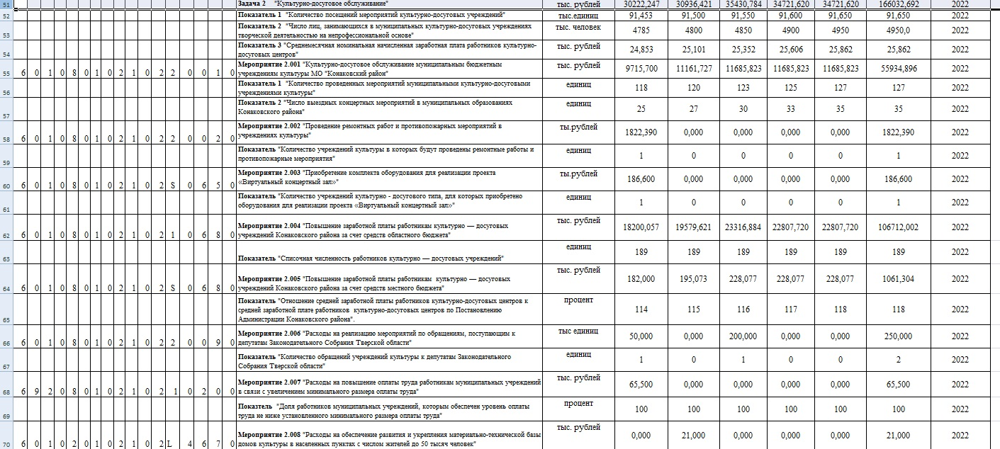 51 Задача 2 "Культурно-досуговое обслуживание" тыс. рублей 30222,247 30936,421 35430,784 34721,620 34721,620 166032,692 2022
52 Показатель 1 "Количество посещений мероприятий культурно-досуговых учреждений" тыс.единиц 91,453 91,500 91,550 91,600 91,650 91,650 2022
Показатель 2 "Число лиц, занимающихся в муниципальных культурно-досуговых учреждениях
53 творческой деятельностью на непрофессиональной основе" тыс. человек 4785 4800 4850 4900 4950 4950,0 2022
Показатель 3 "Среднемесячная номинальная начисленная заработная плата работников культурно-
54 досуговых центров" тыс. рублей 24,853 25,101 25,352 25,606 25,862 25,862 2022
Мероприятие 2.001 "Культурно-досуговое обслуживание муниципальным бюджетным
55 6 0 1 0 8 0 1 0 2 1 0 2 2 0 0 1 0 учреждениям культуры МО "Конаковский район" тыс. рублей 9715,700 11161,727 11685,823 11685,823 11685,823 55934,896 2022
Показатель 1 "Количество проведенных мероприятий муниципальными культурно-досуговыми
56 учреждениями культуры" единиц 118 120 123 125 127 127 2022
Показатель 2 "Число выездных концертных мероприятий в муниципальных образованиях
57 Конаковского района" единиц 25 27 30 33 35 35 2022
Мероприятие 2.002 "Проведение ремонтных работ и противопожарных мероприятий в
58 6 0 1 0 8 0 1 0 2 1 0 2 2 0 0 2 0 учреждениях культуры" ты.рублей 1822,390 0,000 0,000 0,000 0,000 1822,390 2022
Показатель "Количество учреждений культуры в которых будут проведены ремонтные работы и
59 противопожарные мероприятия" единиц 1 0 0 0 0 1 2022
Мероприятие 2.003 "Приобретение комплекта оборудования для реализации проекта
60 6 0 1 0 8 0 1 0 2 1 0 2 S 0 6 5 0 «Виртуальный концертный зал»" ты.рублей 186,600 0,000 0,000 0,000 0,000 186,600 2022
Показатель "Количество учреждений культурно - досугового типа, для которых приобретено
61 оборудования для реализации проекта «Виртуальный концертный зал»" единиц 1 0 0 0 0 1 2022
Мероприятие 2.004 "Повышение заработной платы работникам культурно — досуговых
62 6 0 1 0 8 0 1 0 2 1 0 2 1 0 6 8 0 учреждений Конаковского района за счет средств областного бюджета" тыс. рублей 18200,057 19579,621 23316,884 22807,720 22807,720 106712,002 2022
63 Показатель "Списочная численность работников культурно — досуговых учреждений" единиц 189 189 189 189 189 189 2022
Мероприятие 2.005 "Повышение заработной платы работникам культурно — досуговых
64 6 0 1 0 8 0 1 0 2 1 0 2 S 0 6 8 0 учреждений Конаковского района за счет средств местного бюджета" тыс. рублей 182,000 195,073 228,077 228,077 228,077 1061,304 2022
Показатель "Отношение средней заработной платы работников культурно-досуговых центров к
средней заработной плате работников культурно-досуговых центров по Постановлению
65 Администрации Конаковского района". процент 114 115 116 117 118 118 2022
Мероприятие 2.006 "Расходы на реализацию мероприятий по обращениям, поступающим к
66 6 0 1 0 8 0 1 0 2 1 0 2 2 0 0 9 0 депутатам Законодательного Собрания Тверской области" тыс единиц 50,000 0,000 200,000 0,000 0,000 250,000 2022
Показатель "Количество обращений учреждений культуры к депутатам Законодательного
67 Собрания Тверской области" единиц 1 0 1 0 0 2 2022
Мероприятие 2.007 "Расходы на повышение оплаты труда работникам муниципальных учреждений
68 6 9 2 0 8 0 1 0 2 1 0 2 1 0 2 0 0 в связи с увеличением минимального размера оплаты труда" тыс. рублей 65,500 0,000 0,000 0,000 0,000 65,500 2022
Показтель "Доля работников муниципальных учреждений, которым обеспечен уровень оплаты
69 труда не ниже установленного минимального размера оплаты труда" процент 100 100 100 100 100 100 2022
Мероприятие 2.008 "Расходы на обеспечение развития и укрепления материально-технической базы
70 6 0 1 0 2 0 1 0 2 1 0 2 L 4 6 7 0 домов культуры в населенных пунктах с числом жителей до 50 тысяч человек" тыс. рублей 0,000 21,000 0,000 0,000 0,000 21,000 2022